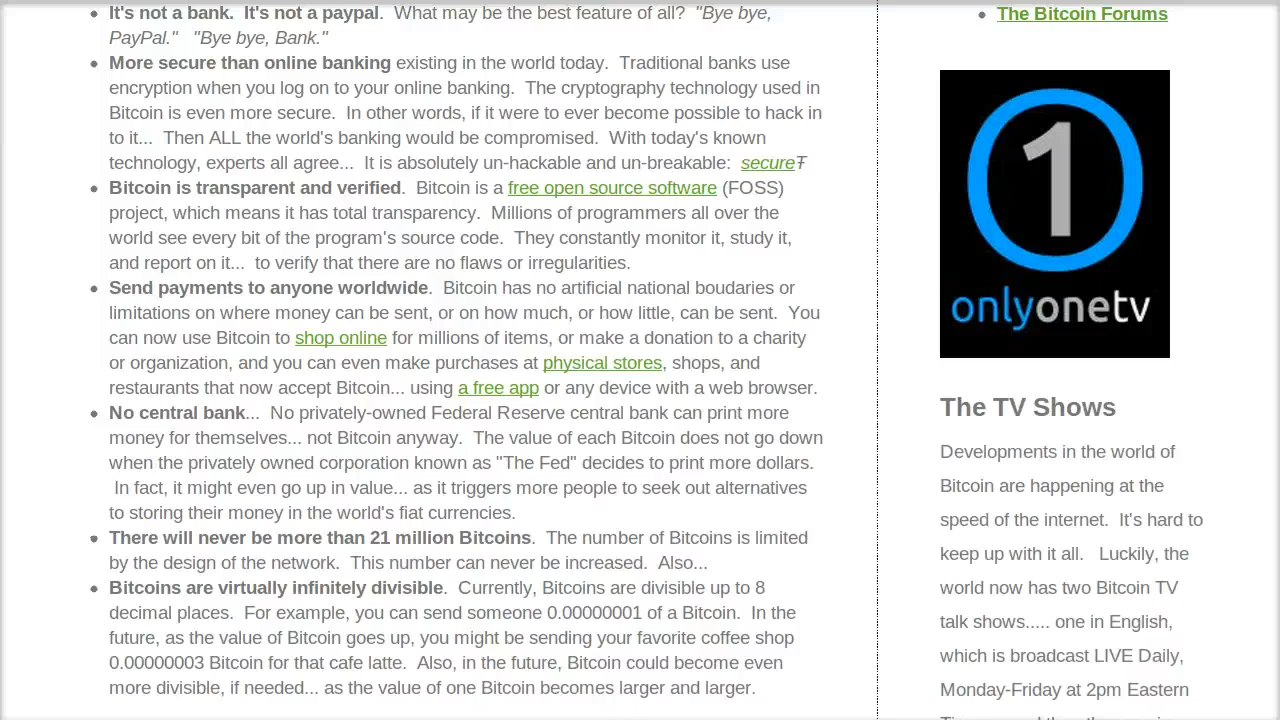 It's not a bank.  It's not a paypal.  What may be the best feature of all?  "Bye bye,
PayPal."   "Bye bye, Bank."
More secure than online banking existing in the world today.  Traditional banks use
encryption when you log on to your online banking.  The cryptography technology used in
Bitcoin is even more secure.  In other words, if it were to ever become possible to hack in
to it...  Then ALL the world's banking would be compromised.  With today's known
technology, experts all agree...  It is absolutely un-hackable and un-breakable:  secureŦ
Bitcoin is transparent and verified.  Bitcoin is a free open source software (FOSS)
project, which means it has total transparency.  Millions of programmers all over the
world see every bit of the program's source code.  They constantly monitor it, study it,
and report on it...  to verify that there are no flaws or irregularities.
Send payments to anyone worldwide.  Bitcoin has no artificial national boudaries or
limitations on where money can be sent, or on how much, or how little, can be sent.  You
can now use Bitcoin to shop online for millions of items, or make a donation to a charity
or organization, and you can even make purchases at physical stores, shops, and
restaurants that now accept Bitcoin... using a free app or any device with a web browser.
No central bank...  No privately-owned Federal Reserve central bank can print more
money for themselves... not Bitcoin anyway.  The value of each Bitcoin does not go down
when the privately owned corporation known as "The Fed" decides to print more dollars.
In fact, it might even go up in value... as it triggers more people to seek out alternatives
to storing their money in the world's fiat currencies.
There will never be more than 21 million Bitcoins.  The number of Bitcoins is limited
by the design of the network.  This number can never be increased.  Also...
Bitcoins are virtually infinitely divisible.  Currently, Bitcoins are divisible up to 8
decimal places.  For example, you can send someone 0.00000001 of a Bitcoin.  In the
future, as the value of Bitcoin goes up, you might be sending your favorite coffee shop
0.00000003 Bitcoin for that cafe latte.  Also, in the future, Bitcoin could become even
more divisible, if needed... as the value of one Bitcoin becomes larger and larger.
The Bitcoin Forums
1
onlyonetv
The TV Shows
Developments in the world of
Bitcoin are happening at the
speed of the internet.  It's hard to
keep up with it all.   Luckily, the
world now has two Bitcoin TV
talk shows..... one in English,
which is broadcast LIVE Daily,
Monday-Friday at 2pm Eastern